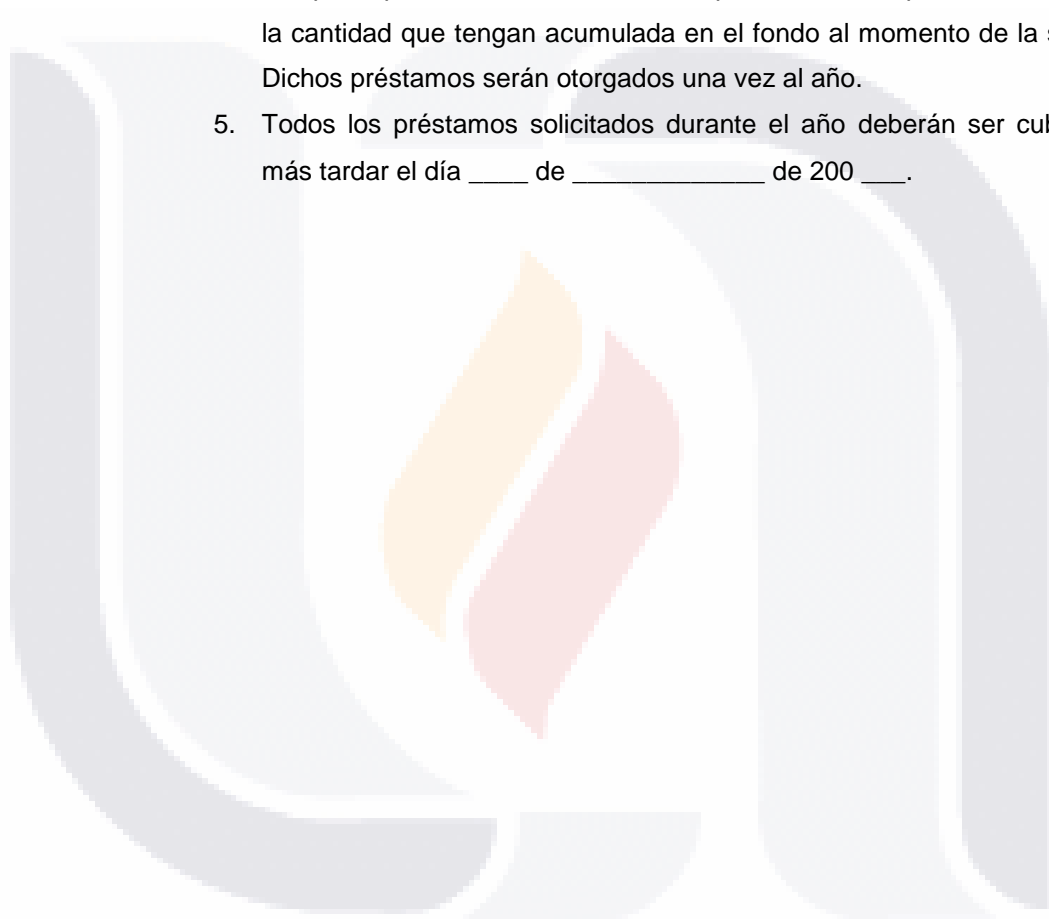 la cantidad que tengan acumulada en el fondo al momento de la
Dichos préstamos serán otorgados una vez al año.
5. Todos los préstamos solicitados durante el año deberán ser
más tardar el día ____ de _____________ de 200 ___.